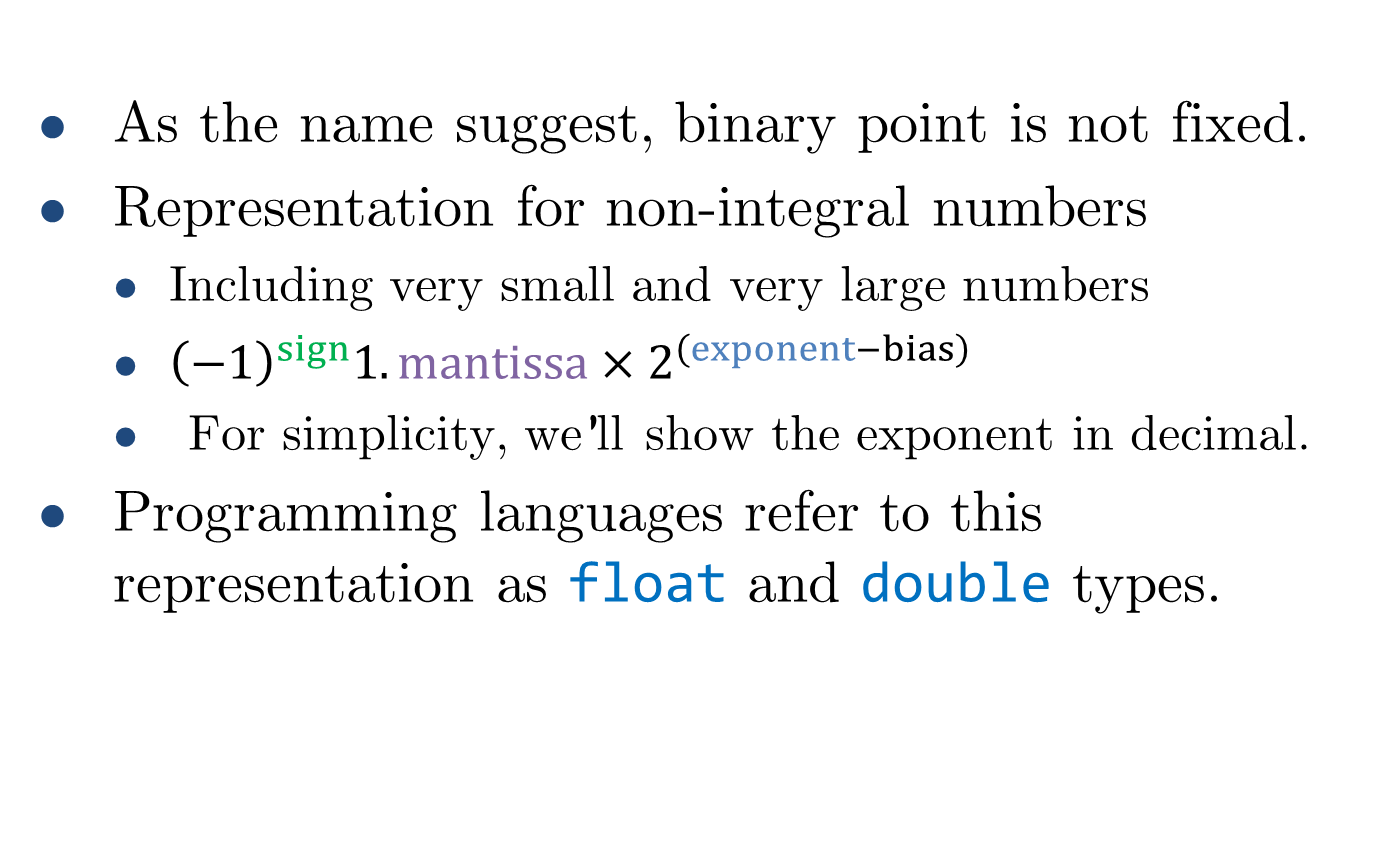 • As the name suggest, binary point is not fixed.
• Representation for non-integral numbers
• Including very small and very large numbers
• (−1)^sign 1. mantissa × 2^(exponent−bias)
• For simplicity, we'll show the exponent in decimal.
• Programming languages refer to this
representation as float and double types.